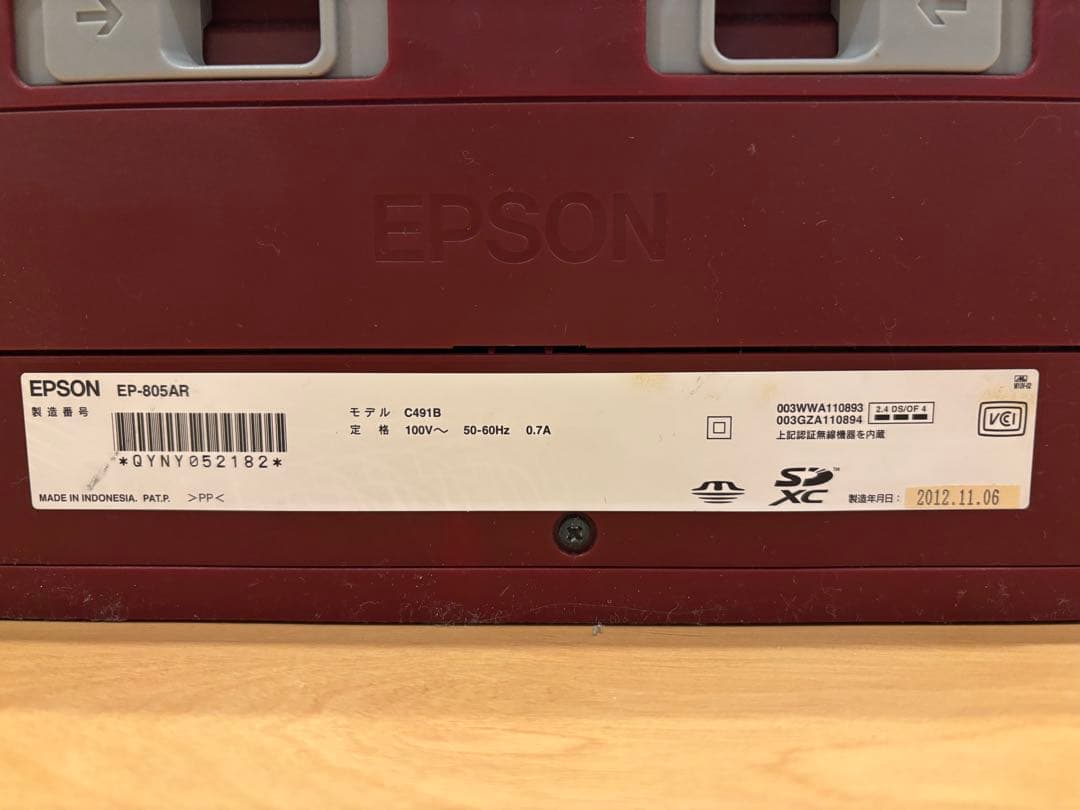 EPSON
EPSON EP-805AR
製造番号
*QYNY052182*
モデル C491B
定格 100V～ 50-60Hz 0.7A
MADE IN INDONESIA. PAT.P. >PP<
003WWA110893
003GZA110894
2.4 DS/OF 4
上記認証無線機器を内蔵
VCI
SD XC™
製造年月日: 2012.11.06